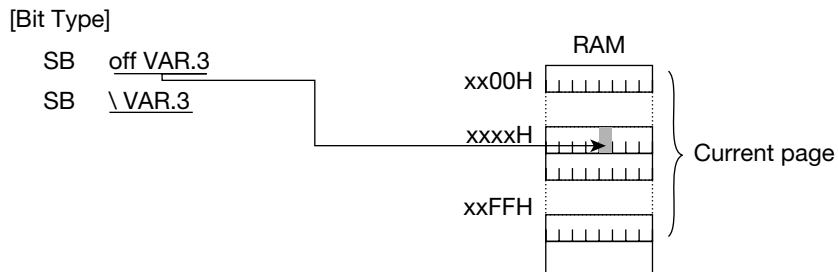 [Bit Type]
SB off VAR.3
SB \ VAR.3
RAM
xx00H
xxxxH
Current page
xxFFH